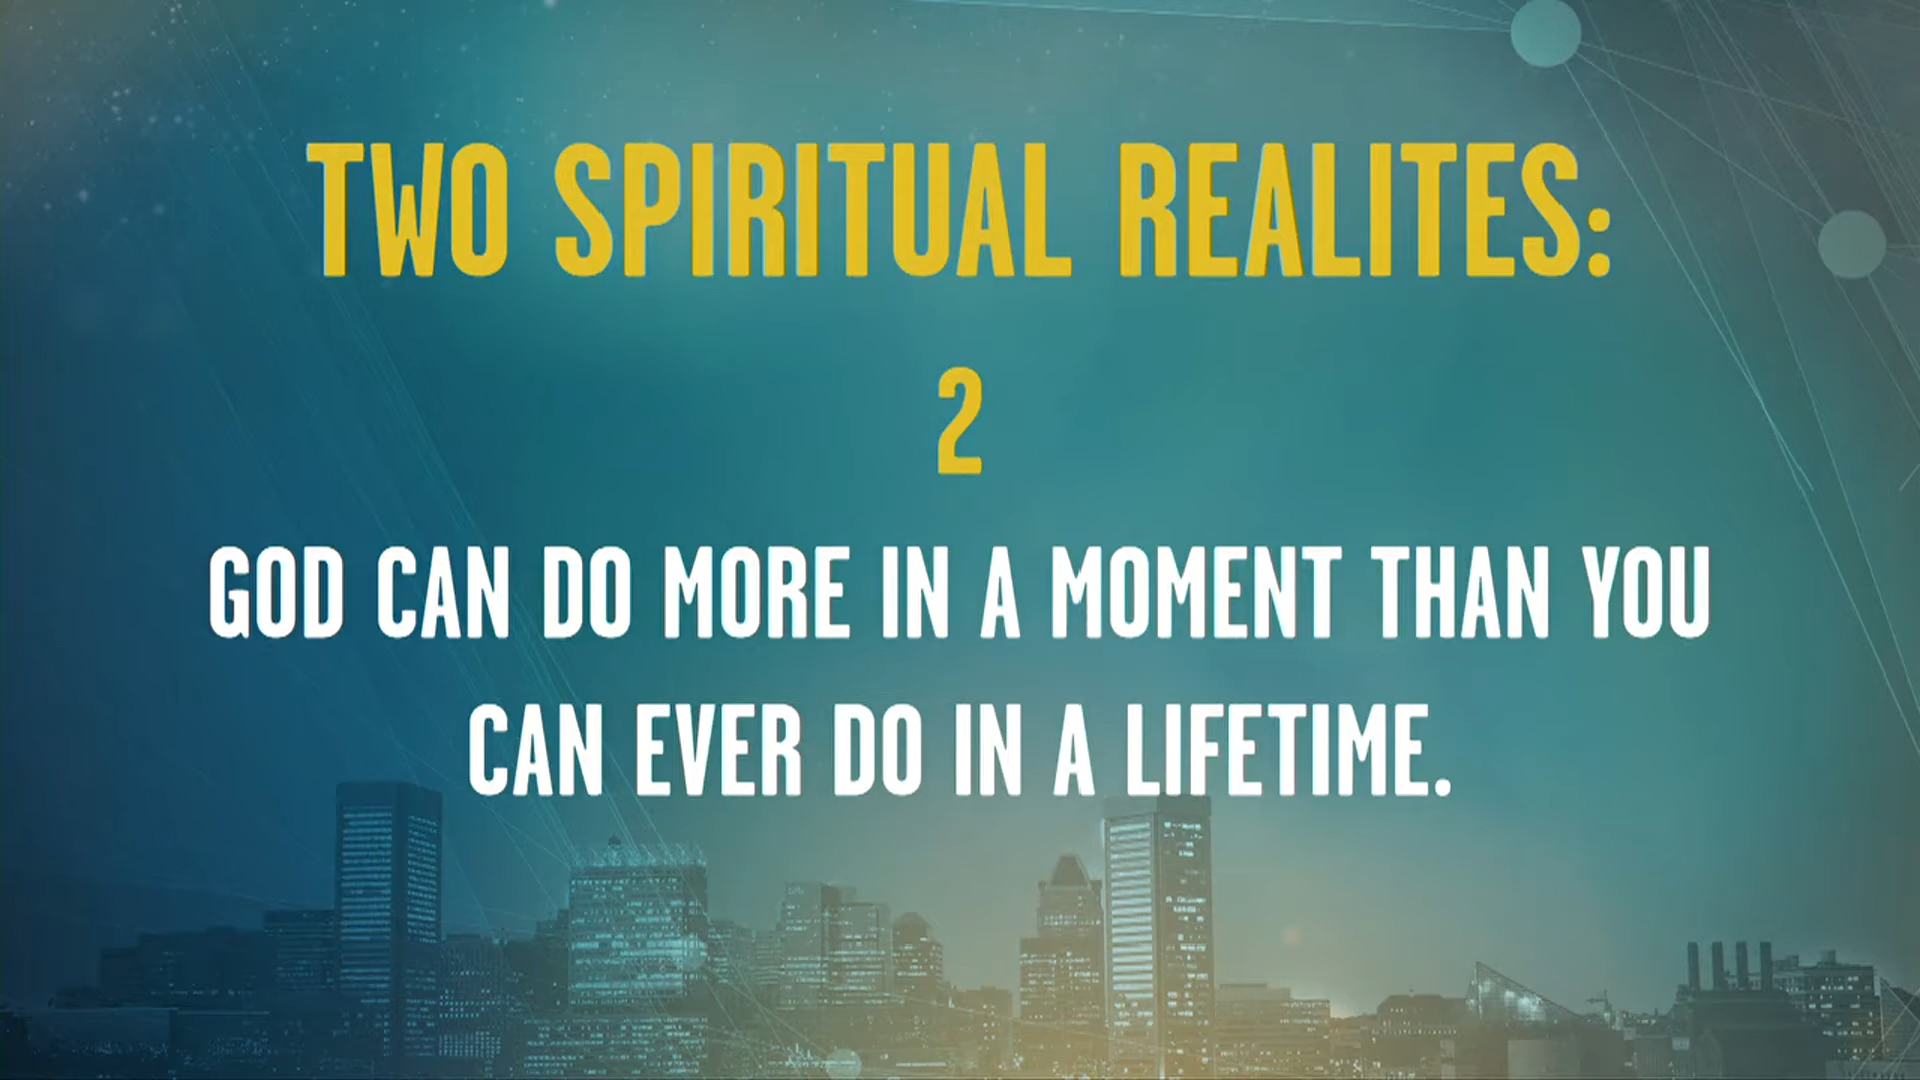 TWO SPIRITUAL REALITES:
2
GOD CAN DO MORE IN A MOMENT THAN YOU
CAN EVER DO IN A LIFETIME.